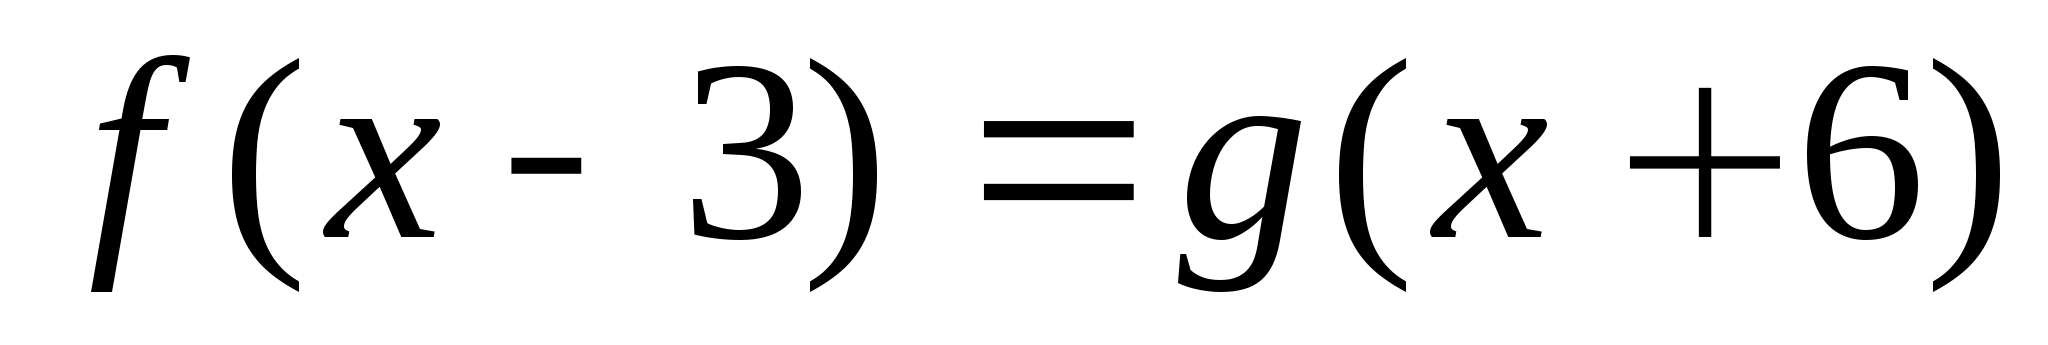 f(x - 3) = g(x + 6)